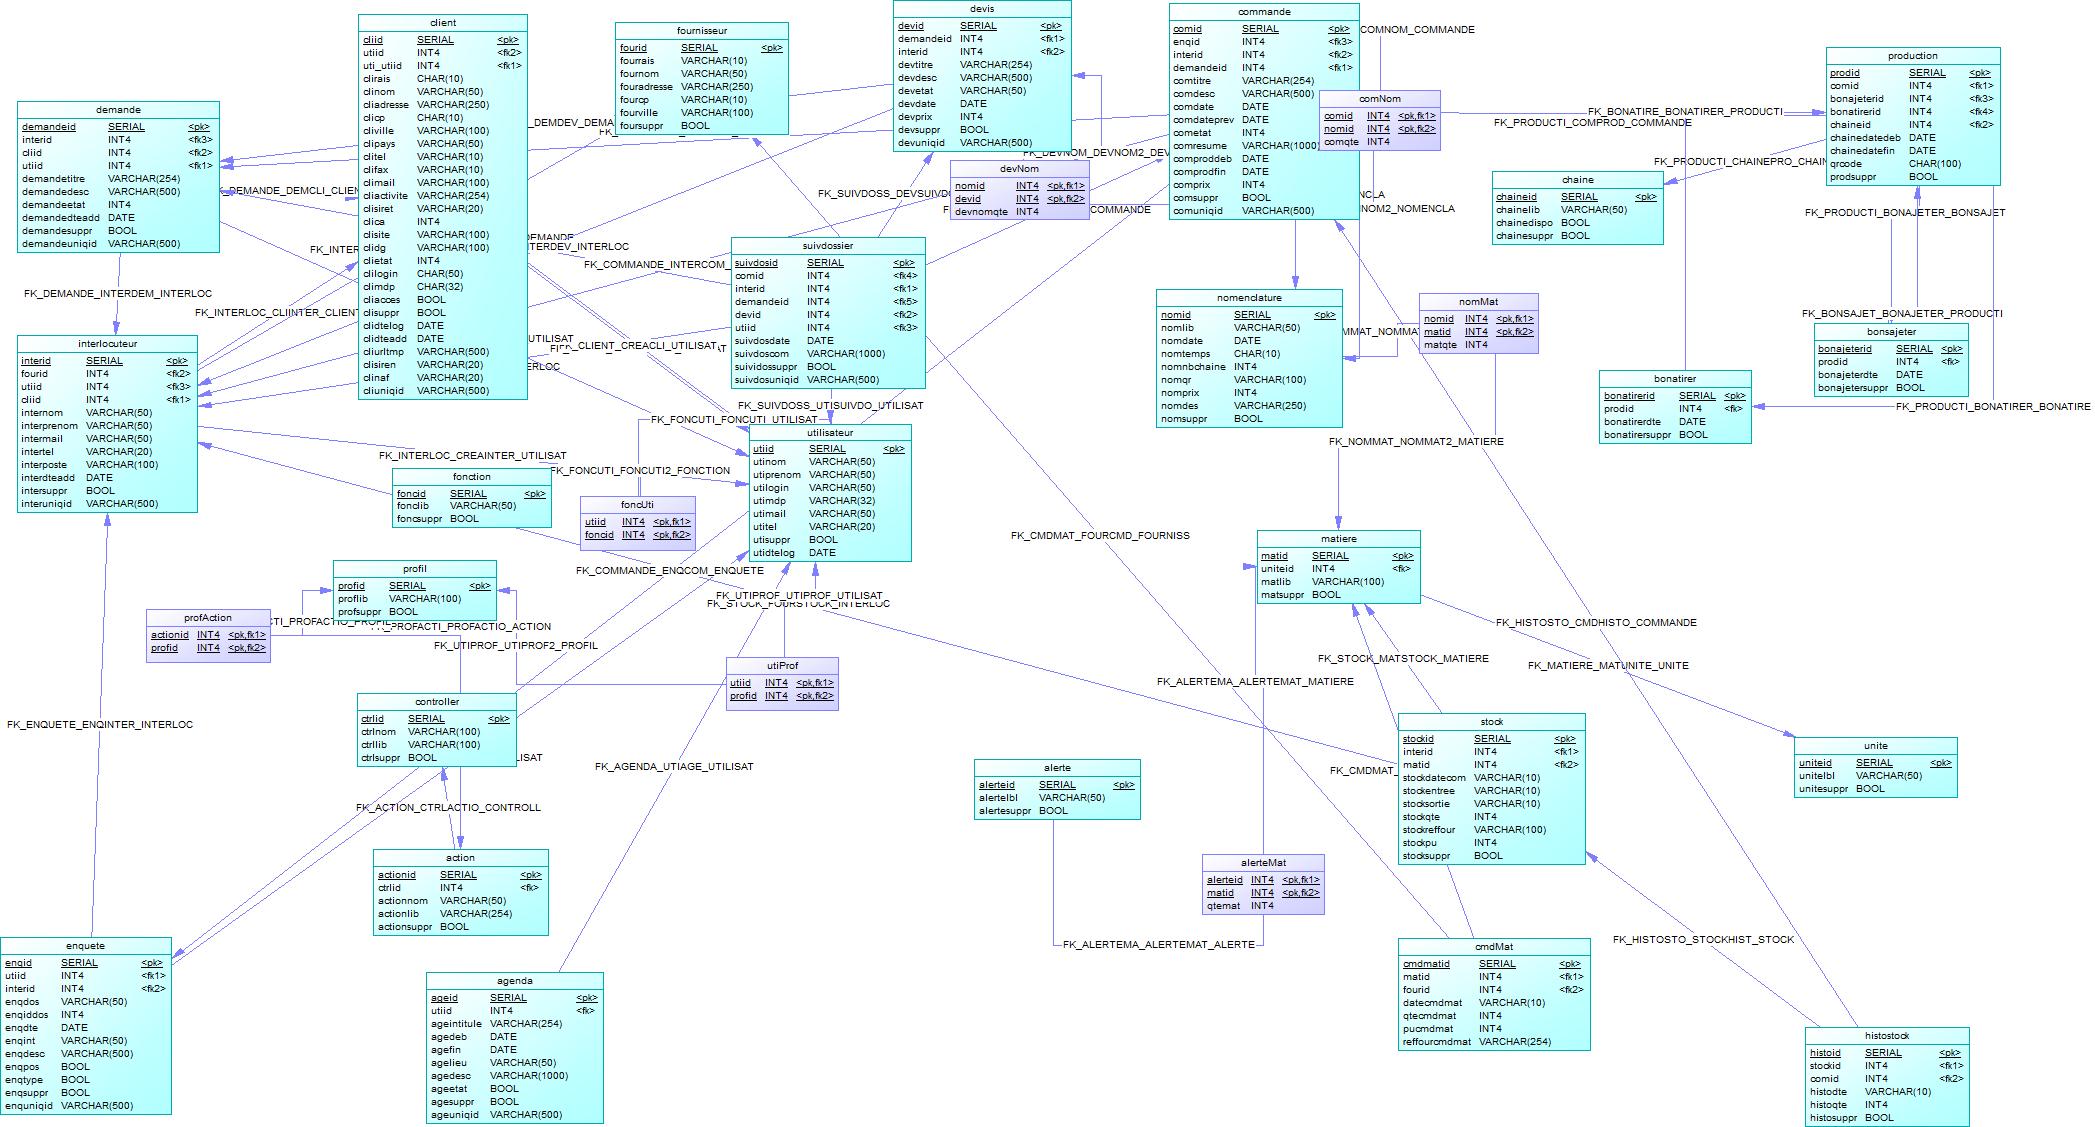 client
cliid SERIAL <pk>
utiid INT4 <fk2>
uti_utiid INT4 <fk1>
clirais CHAR(10)
clinom VARCHAR(50)
cliadresse VARCHAR(250)
clicp CHAR(10)
cliville VARCHAR(100)
clipays VARCHAR(50)
clitel VARCHAR(10)
clifax VARCHAR(10)
climail VARCHAR(100)
cliactivite VARCHAR(254)
clisiret VARCHAR(20)
clica INT4
clisite VARCHAR(100)
clidg VARCHAR(100)
clietat INT4
clilogin CHAR(50)
climdp CHAR(32)
cliacces BOOL
clisuppr BOOL
clidtelog DATE
clidteadd DATE
cliurltmp VARCHAR(500)
clisiren VARCHAR(20)
clinaf VARCHAR(20)
cliuniqid VARCHAR(500)
fournisseur
fourid SERIAL <pk>
fourrais VARCHAR(10)
fournom VARCHAR(50)
fouradresse VARCHAR(250)
fourcp VARCHAR(10)
fourville VARCHAR(100)
foursuppr BOOL
devis
devid SERIAL <pk>
demandeid INT4 <fk1>
interid INT4 <fk2>
devtitre VARCHAR(254)
devdesc VARCHAR(500)
devetat VARCHAR(50)
devdate DATE
devprix INT4
devsuppr BOOL
devuniqid VARCHAR(500)
commande
comid SERIAL <pk>
enqid INT4 <fk3>
interid INT4 <fk2>
demandeid INT4 <fk1>
comtitre VARCHAR(254)
comdesc VARCHAR(500)
comdate DATE
comdateprev DATE
cometat INT4
comresume VARCHAR(1000)
comproddeb DATE
comprodfin DATE
comprix INT4
comsuppr BOOL
comuniqid VARCHAR(500)
COMNOM_COMMANDE
comNom
comid INT4 <pk,fk1>
nomid INT4 <pk,fk2>
comqte INT4
production
prodid SERIAL <pk>
comid INT4 <fk1>
bonajeterid INT4 <fk3>
bonatirerid INT4 <fk4>
chaineid INT4 <fk2>
chainedatedeb DATE
chainedatefin DATE
qrcode CHAR(100)
prodsuppr BOOL
FK_BONATIRE_BONATIRER_PRODUCTI
FK_PRODUCTI_COMPROD_COMMANDE
FK_PRODUCTI_CHAINEPRO_CHAIN
demande
demandeid SERIAL <pk>
interid INT4 <fk3>
cliid INT4 <fk2>
utiid INT4 <fk1>
demandetitre VARCHAR(254)
demandedesc VARCHAR(500)
demandeetat INT4
demandedteadd DATE
demandesuppr BOOL
demandeuniqid VARCHAR(500)
_DEMDEV_DEMA
FK_DEVNOM_DEVNOM2_DEV
devNom
nomid INT4 <pk,fk1>
devid INT4 <pk,fk2>
devnomqte INT4
COMMANDE
NCLA
NOM2_NOMENCLA
chaine
chaineid SERIAL <pk>
chainelib VARCHAR(50)
chainedispo BOOL
chainesuppr BOOL
FK_PRODUCTI_BONAJETER_BONSAJET
_DEMANDE_DEMCLI_CLIEN
FK_SUIVDOSS_DEVSUIVDO
EMANDE
TERDEV_INTERLOC
FK_INTER
FK_COMMANDE_INTERCOM_
suivdossier
suivdosid SERIAL <pk>
comid INT4 <fk4>
interid INT4 <fk1>
demandeid INT4 <fk5>
devid INT4 <fk2>
utiid INT4 <fk3>
suivdosdate DATE
suivdoscom VARCHAR(1000)
suividossuppr BOOL
suivdosuniqid VARCHAR(500)
FK_DEMANDE_INTERDEM_INTERLOC
FK_INTERLOC_CLIINTER_CLIENT
UTILISAT
_CLIENT_CREACLI_UTILISAT
ERLOC
nomenclature
nomid SERIAL <pk>
nomlib VARCHAR(50)
nomdate DATE
nomtemps CHAR(10)
nomnbchaine INT4
nomqr VARCHAR(100)
nomprix INT4
nomdes VARCHAR(250)
nomsuppr BOOL
nomMat
nomid INT4 <pk,fk1>
matid INT4 <pk,fk2>
matqte INT4
MMAT_NOMMAT
FK_BONSAJET_BONAJETER_PRODUCTI
bonsajeter
bonajeterid SERIAL <pk>
prodid INT4 <fk>
bonajeterdte DATE
bonajetersuppr BOOL
bonatirer
bonatirerid SERIAL <pk>
prodid INT4 <fk>
bonatirerdte DATE
bonatirersuppr BOOL
FK_PRODUCTI_BONATIRER_BONATIRE
FK_NOMMAT_NOMMAT2_MATIERE
interlocuteur
interid SERIAL <pk>
fourid INT4 <fk2>
utiid INT4 <fk3>
cliid INT4 <fk1>
internom VARCHAR(50)
interprenom VARCHAR(50)
intermail VARCHAR(50)
intertel VARCHAR(20)
interposte VARCHAR(100)
interdteadd DATE
intersuppr BOOL
interuniqid VARCHAR(500)
FK_SUIVDOSS_UTISUIVDO_UTILISAT
FK_FONCUTI_FONCUTI_UTILISAT
FK_INTERLOC_CREAINTER_UTILISAT
FK_FONCUTI_FONCUTI2_FONCTION
utilisateur
utiid SERIAL <pk>
utinom VARCHAR(50)
utiprenom VARCHAR(50)
utilogin VARCHAR(50)
utimdp VARCHAR(32)
utimail VARCHAR(50)
utitel VARCHAR(20)
utisuppr BOOL
utidtelog DATE
fonction
foncid SERIAL <pk>
fonclib VARCHAR(50)
foncsuppr BOOL
foncUti
utiid INT4 <pk,fk1>
foncid INT4 <pk,fk2>
FK_CMDMAT_FOURCMD_FOURNISS
FK_COMMANDE_ENQCOM_ENQUETE
FK_UTIPROF_UTIPROF_UTILISAT
FK_STOCK_FOURSTOCK_INTERLOC
matiere
matid SERIAL <pk>
uniteid INT4 <fk>
matlib VARCHAR(100)
matsuppr BOOL
profil
profid SERIAL <pk>
proflib VARCHAR(100)
profsuppr BOOL
profAction
actionid INT4 <pk,fk1>
profid INT4 <pk,fk2>
CTI_PROFACTIO_PROFIL
FK_PROFACTI_PROFACTIO_ACTION
FK_UTIPROF_UTIPROF2_PROFIL
utiProf
utiid INT4 <pk,fk1>
profid INT4 <pk,fk2>
FK_HISTOSTO_CMDHISTO_COMMANDE
FK_STOCK_MATSTOCK_MATIERE
FK_MATIERE_MATUNITE_UNITE
FK_ALERTEMA_ALERTEMAT_MATIERE
FK_ENQUETE_ENQINTER_INTERLOC
controller
ctrlid SERIAL <pk>
ctrlnom VARCHAR(100)
ctrllib VARCHAR(100)
ctrlsuppr BOOL
LISAT
FK_AGENDA_UTIAGE_UTILISAT
FK_CMDMAT_
FK_ACTION_CTRLACTIO_CONTROLL
stock
stockid SERIAL <pk>
interid INT4 <fk1>
matid INT4 <fk2>
stockdatecom VARCHAR(10)
stockentree VARCHAR(10)
stocksortie VARCHAR(10)
stockqte INT4
stockreffour VARCHAR(100)
stockpu INT4
stocksuppr BOOL
unite
uniteid SERIAL <pk>
unitelbl VARCHAR(50)
unitesuppr BOOL
alerte
alerteid SERIAL <pk>
alertelbl VARCHAR(50)
alertesuppr BOOL
action
actionid SERIAL <pk>
ctrlid INT4 <fk>
actionnom VARCHAR(50)
actionlib VARCHAR(254)
actionsuppr BOOL
alerteMat
alerteid INT4 <pk,fk1>
matid INT4 <pk,fk2>
qtemat INT4
FK_ALERTEMA_ALERTEMAT_ALERTE
FK_HISTOSTO_STOCKHIST_STOCK
enquete
enqid SERIAL <pk>
utiid INT4 <fk1>
interid INT4 <fk2>
enqdos VARCHAR(50)
enqiddos INT4
enqdte DATE
enqint VARCHAR(50)
enqdesc VARCHAR(500)
enqpos BOOL
enqtype BOOL
enqsuppr BOOL
enquniqid VARCHAR(500)
agenda
ageid SERIAL <pk>
utiid INT4 <fk>
ageintitule VARCHAR(254)
agedeb DATE
agefin DATE
agelieu VARCHAR(50)
agedesc VARCHAR(1000)
ageetat BOOL
agesuppr BOOL
ageuniqid VARCHAR(500)
cmdMat
cmdmatid SERIAL <pk>
matid INT4 <fk1>
fourid INT4 <fk2>
datecmdmat VARCHAR(10)
qtecmdmat INT4
pucmdmat INT4
reffourcmdmat VARCHAR(254)
histostock
histoid SERIAL <pk>
stockid INT4 <fk1>
comid INT4 <fk2>
histodte VARCHAR(10)
histoqte INT4
histosuppr BOOL